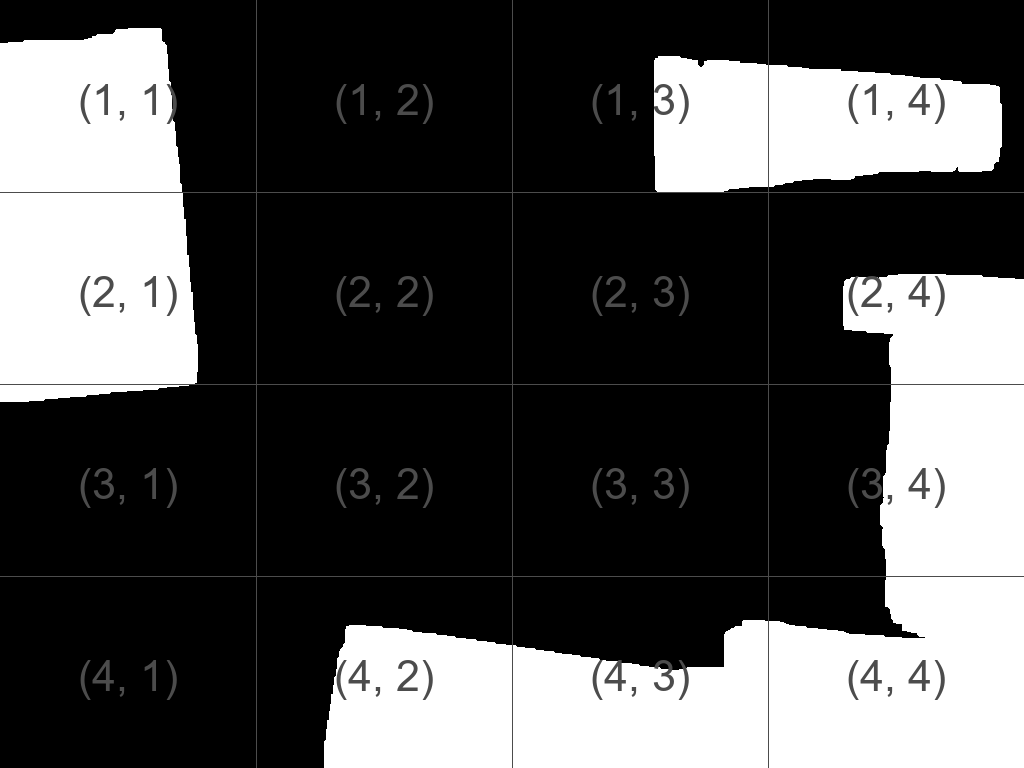 (1, 1) (1, 2) (1, 3) (1, 4)
(2, 1) (2, 2) (2, 3) (2, 4)
(3, 1) (3, 2) (3, 3) (3, 4)
(4, 1) (4, 2) (4, 3) (4, 4)